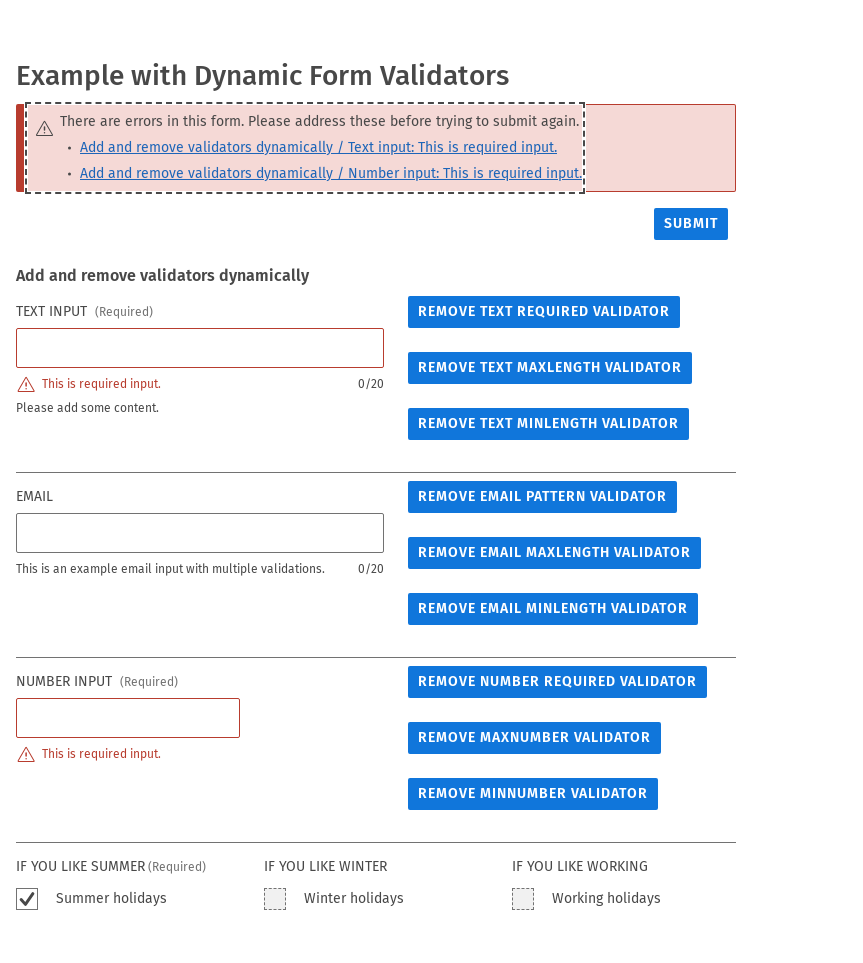 Example with Dynamic Form Validators
There are errors in this form. Please address these before trying to submit again.
• Add and remove validators dynamically / Text input: This is required input.
• Add and remove validators dynamically / Number input: This is required input.
SUBMIT
Add and remove validators dynamically
TEXT INPUT (Required)
REMOVE TEXT REQUIRED VALIDATOR
REMOVE TEXT MAXLENGTH VALIDATOR
This is required input. 0/20
Please add some content.
REMOVE TEXT MINLENGTH VALIDATOR
EMAIL
REMOVE EMAIL PATTERN VALIDATOR
REMOVE EMAIL MAXLENGTH VALIDATOR
This is an example email input with multiple validations. 0/20
REMOVE EMAIL MINLENGTH VALIDATOR
NUMBER INPUT (Required)
REMOVE NUMBER REQUIRED VALIDATOR
REMOVE MAXNUMBER VALIDATOR
This is required input.
REMOVE MINNUMBER VALIDATOR
IF YOU LIKE SUMMER (Required) IF YOU LIKE WINTER IF YOU LIKE WORKING
Summer holidays Winter holidays Working holidays